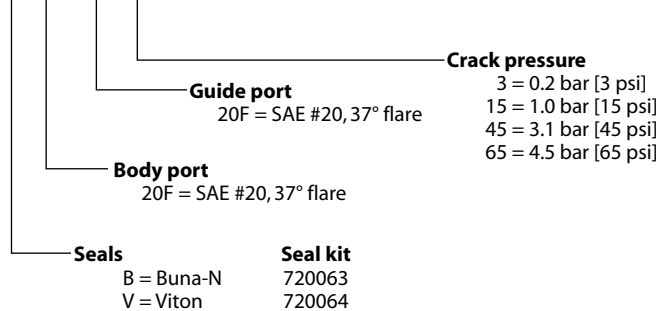 Crack pressure
3 = 0.2 bar [3 psi]
15 = 1.0 bar [15 psi]
45 = 3.1 bar [45 psi]
65 = 4.5 bar [65 psi]
Guide port
20F = SAE #20, 37° flare
Body port
20F = SAE #20, 37° flare
Seals Seal kit
B = Buna-N 720063
V = Viton 720064